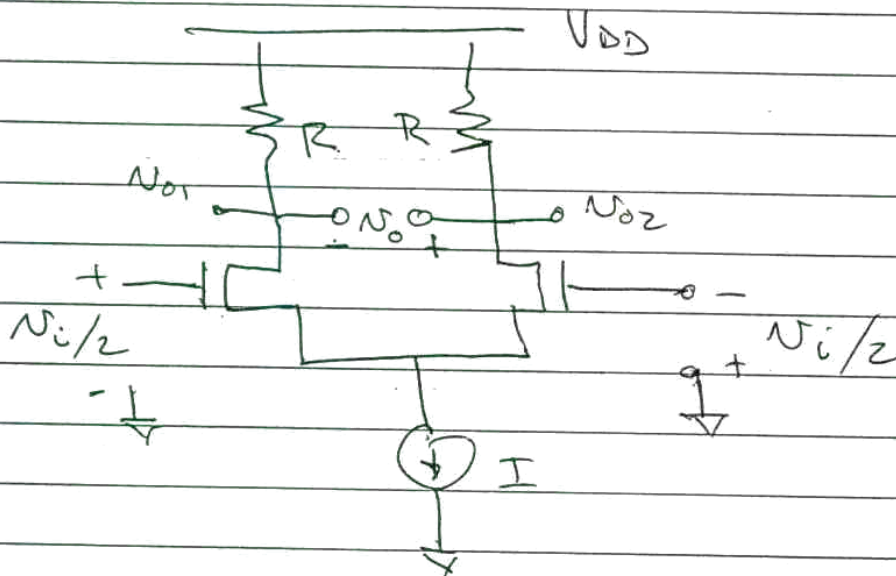 VDD
R R
vo1 vo vo2
- +
+ -
vi/2 vi/2
- +
I